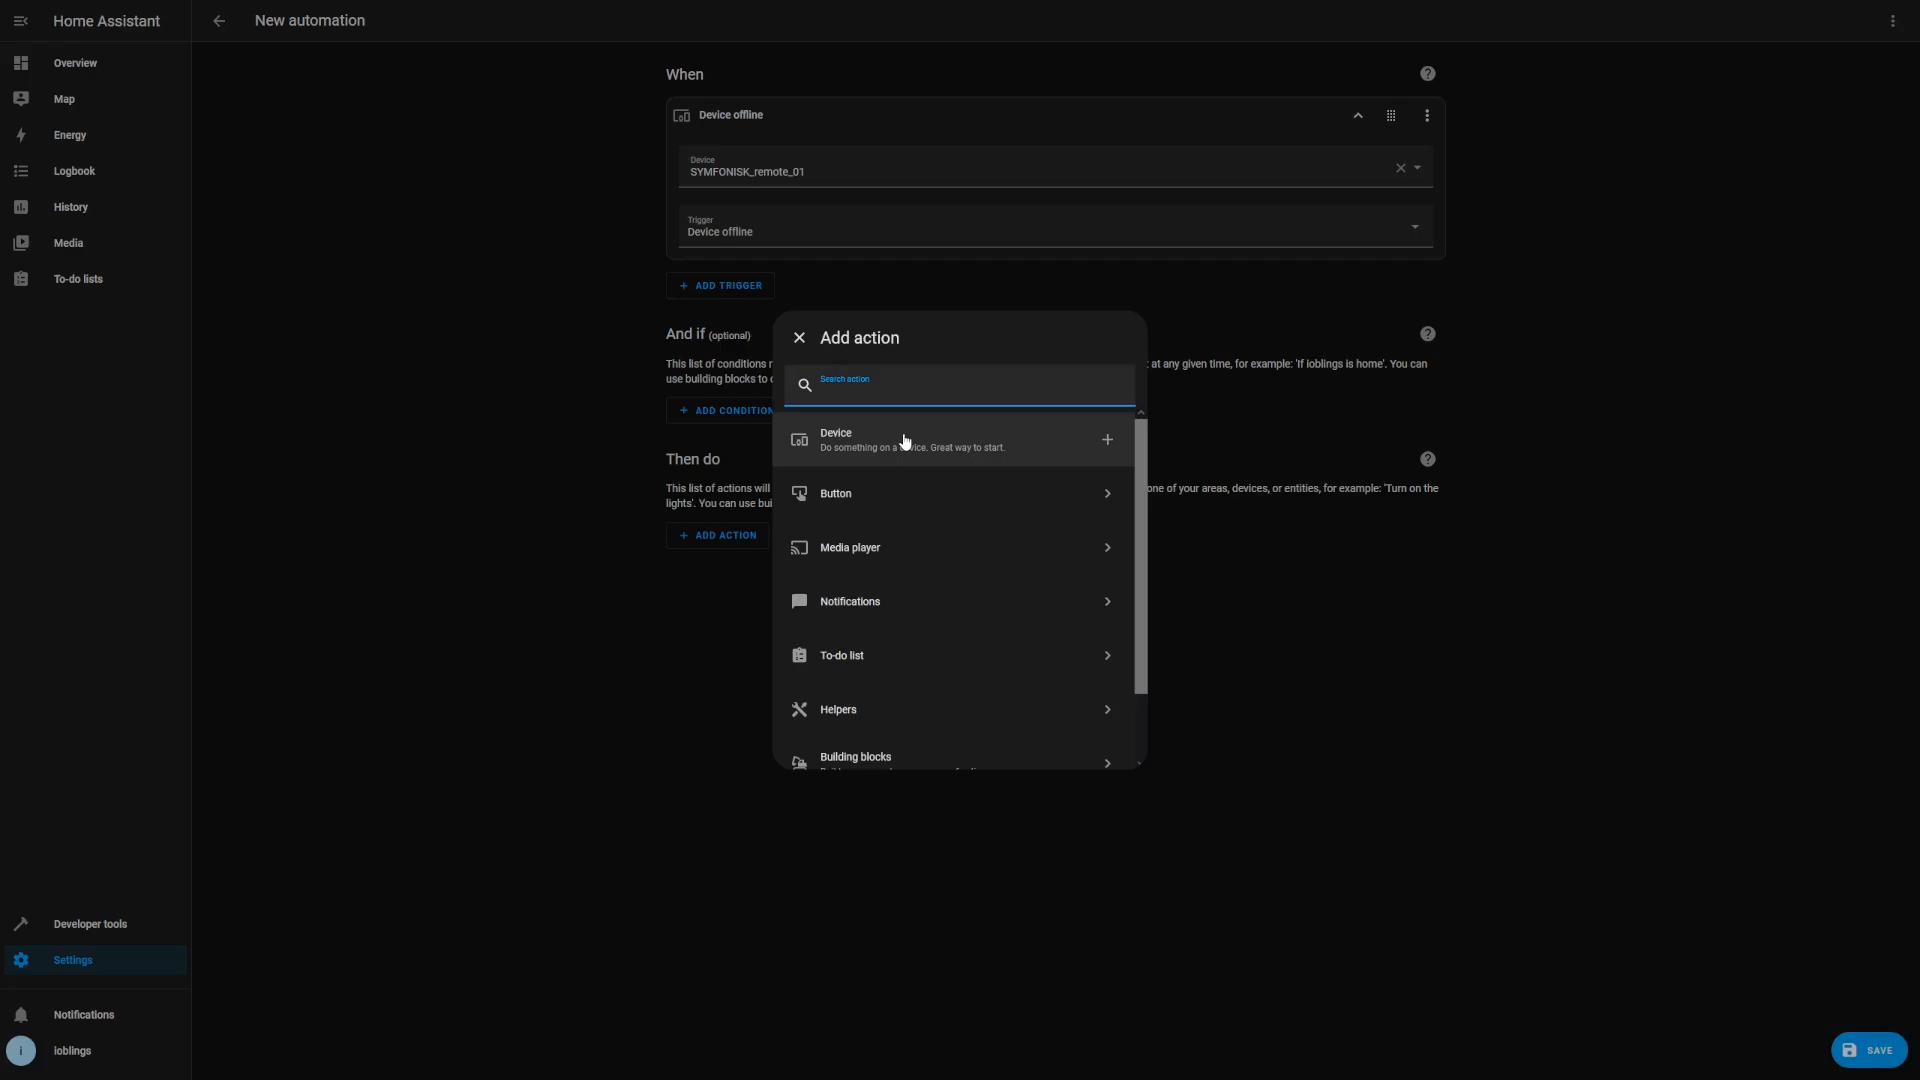 Home Assistant
New automation
Overview
Map
Energy
Logbook
History
Media
To-do lists
Developer tools
Settings
Notifications
i
ioblings
When
Device offline
Device
SYMFONISK_remote_01
Trigger
Device offline
ADD TRIGGER
And if (optional)
This list of conditions
at any given time, for example: 'If ioblings is home'. You can
use building blocks to
ADD CONDITION
Then do
This list of actions will
one of your areas, devices, or entities, for example: 'Turn on the
lights'. You can use
ADD ACTION
Add action
Search action
Device
Do something on a device. Great way to start.
Button
Media player
Notifications
To-do list
Helpers
Building blocks
SAVE